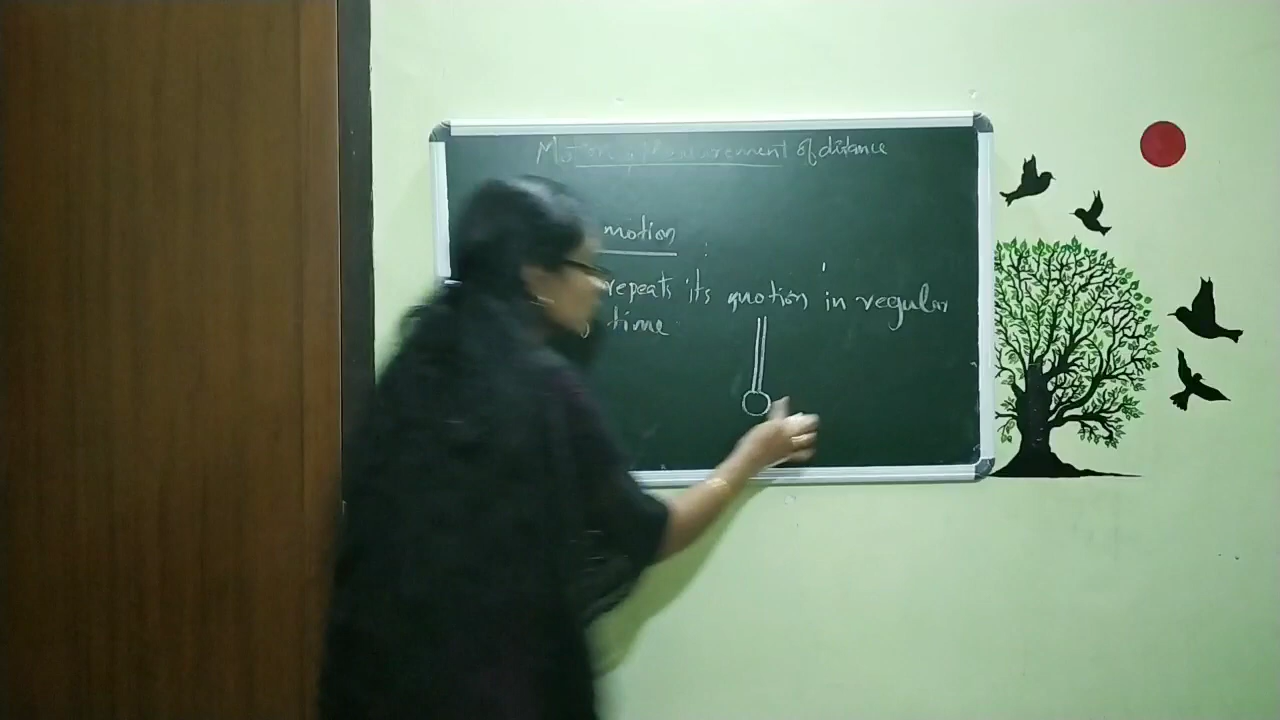 Motion & Measurement of distance
motion :
repeats its motion in regular
time.